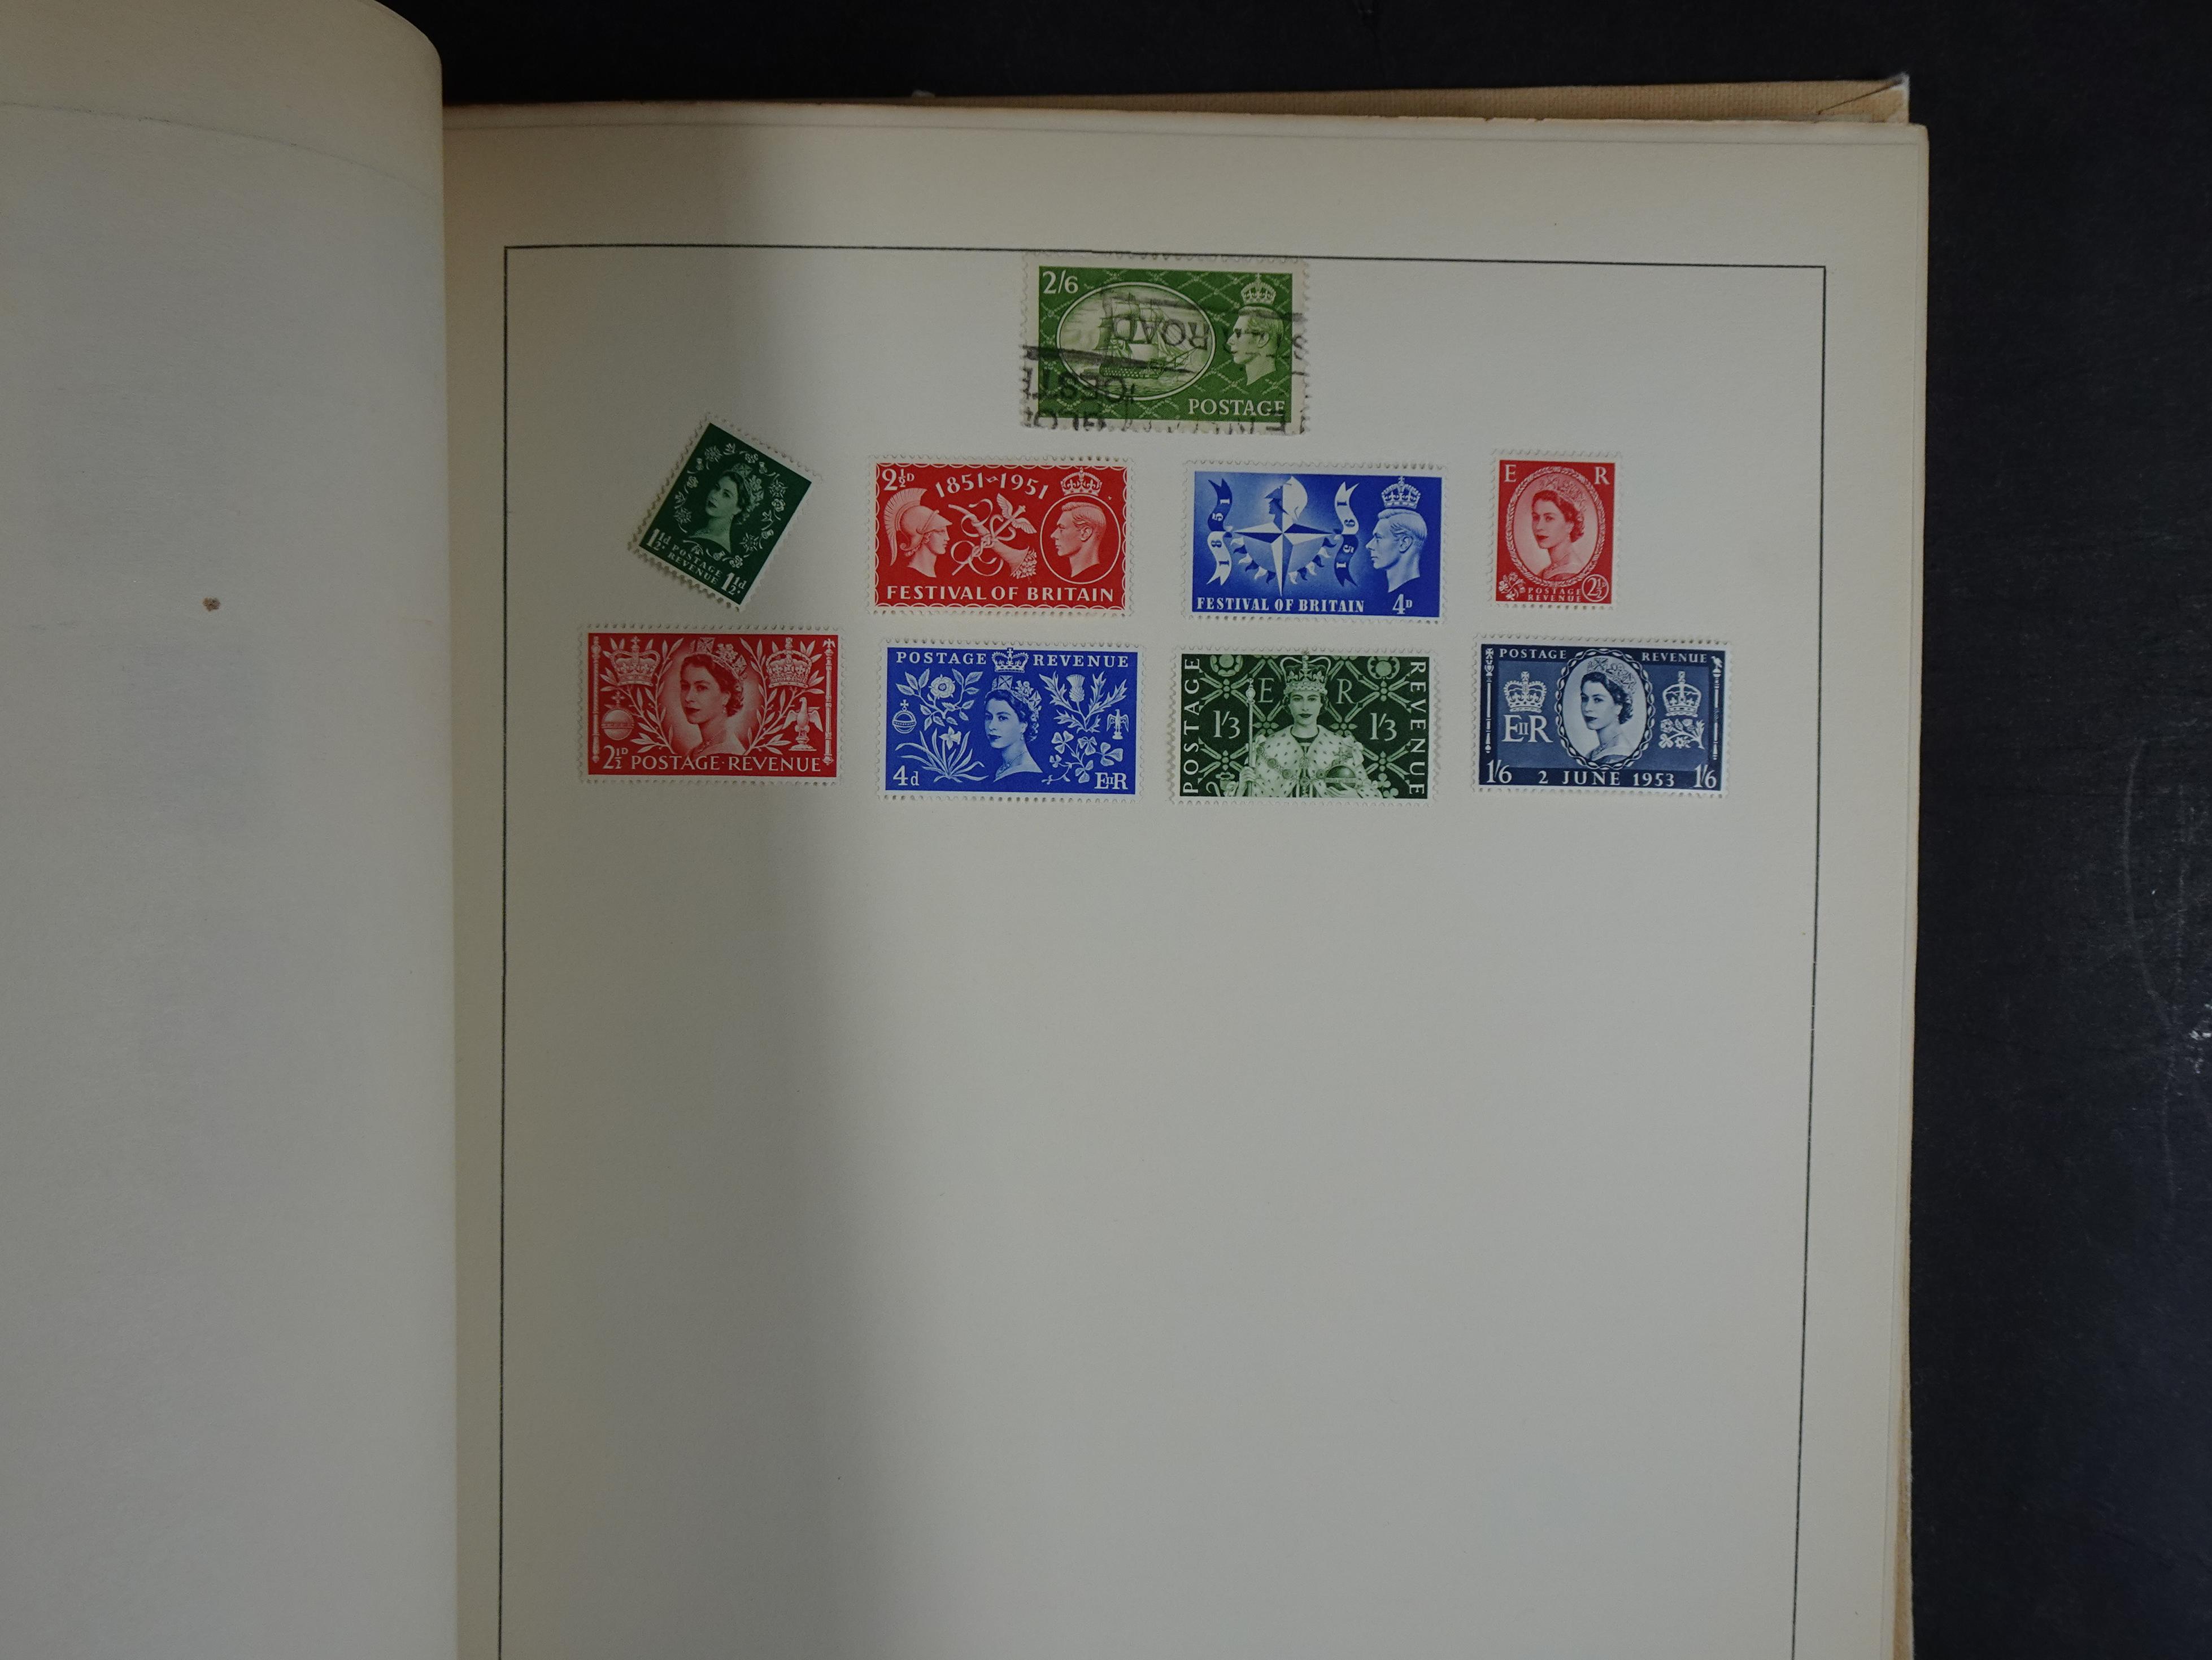 2/6
ROAD
POSTAGE
1½d POSTAGE REVENUE 1½d
2½D 1851-1951
FESTIVAL OF BRITAIN
1851 1951
FESTIVAL OF BRITAIN 4D
E R
POSTAGE REVENUE 2½
2½D POSTAGE·REVENUE
POSTAGE REVENUE
4d EIIR
POSTAGE E R REVENUE
1/3 1/3
POSTAGE REVENUE
EIIR
1/6 2 JUNE 1953 1/6